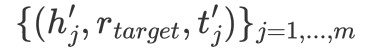 {(h'_j, r_{target}, t'_j)}_{j=1,...,m}